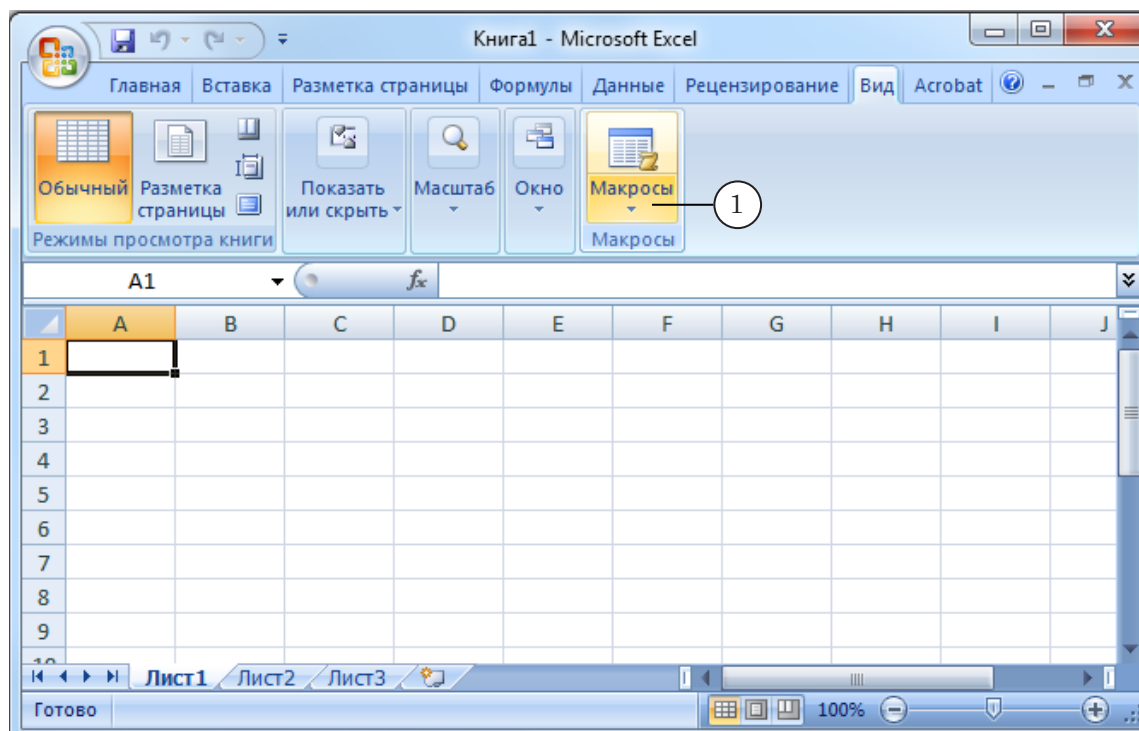 Книга1 - Microsoft Excel
Главная Вставка Разметка страницы Формулы Данные Рецензирование Вид Acrobat
Обычный Разметка страницы Показать или скрыть Масштаб Окно Макросы 1
Режимы просмотра книги Макросы
A1 fx
A B C D E F G H I J
1
2
3
4
5
6
7
8
9
10
Лист1 Лист2 Лист3
Готово 100%